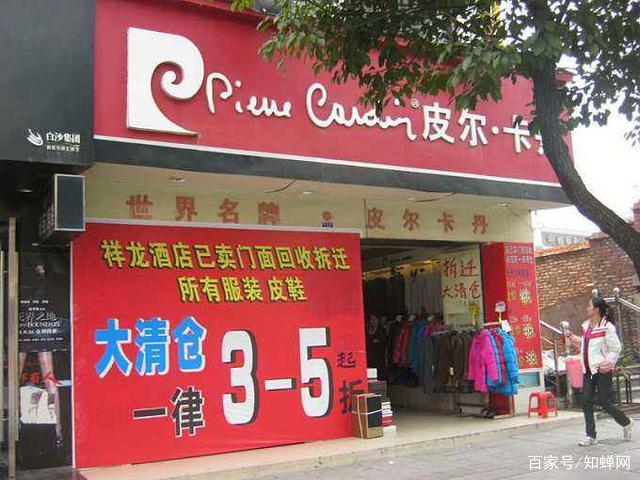 Pierre Cardin® 皮尔·卡丹
白沙集团
世界名牌·皮尔卡丹
祥龙酒店已卖门面回收拆迁
所有服装皮鞋
大清仓
一律
3-5
起
折
拆迁
大清仓
百家号/知蝉网